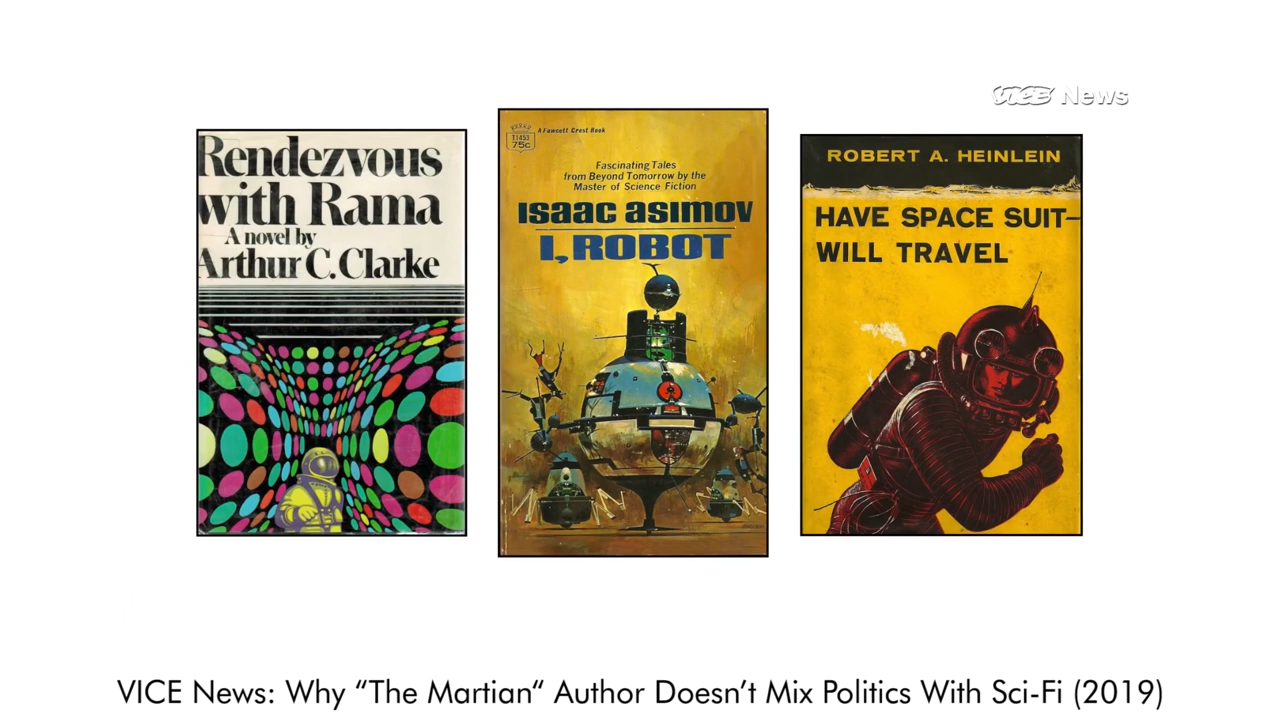 VICE News
Rendezvous
with Rama
A novel by
Arthur C. Clarke
A Fawcett Crest Book
T1453
75c
Fascinating Tales
from Beyond Tomorrow by the
Master of Science Fiction
Isaac Asimov
I, ROBOT
ROBERT A. HEINLEIN
HAVE SPACE SUIT—
WILL TRAVEL
VICE News: Why “The Martian“ Author Doesn’t Mix Politics With Sci-Fi (2019)